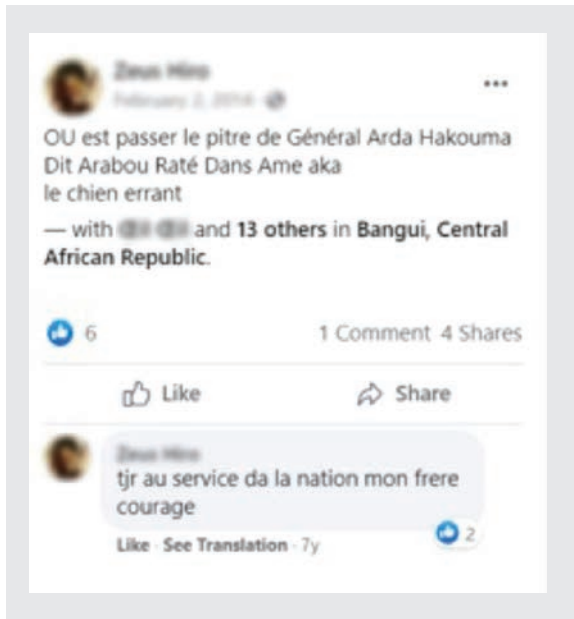 OU est passer le pitre de Général Arda Hakouma
Dit Arabou Raté Dans Ame aka
le chien errant
— with and 13 others in Bangui, Central
African Republic.
6
1 Comment 4 Shares
Like
Share
tjr au service da la nation mon frere
courage
2
Like · See Translation · 7y